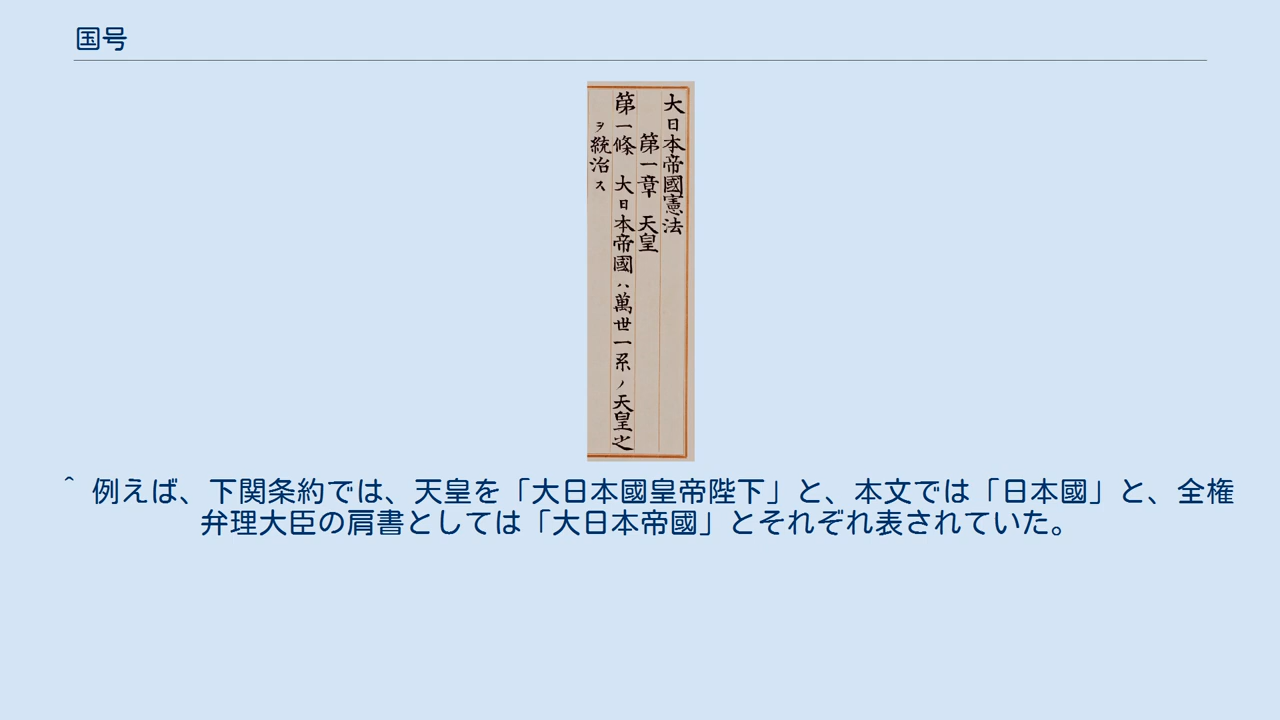 国号
大日本帝國憲法
第一章 天皇
第一條 大日本帝國ハ萬世一系ノ天皇之
ヲ統治ス
^ 例えば、下関条約では、天皇を「大日本國皇帝陛下」と、本文では「日本國」と、全権
弁理大臣の肩書としては「大日本帝國」とそれぞれ表されていた。